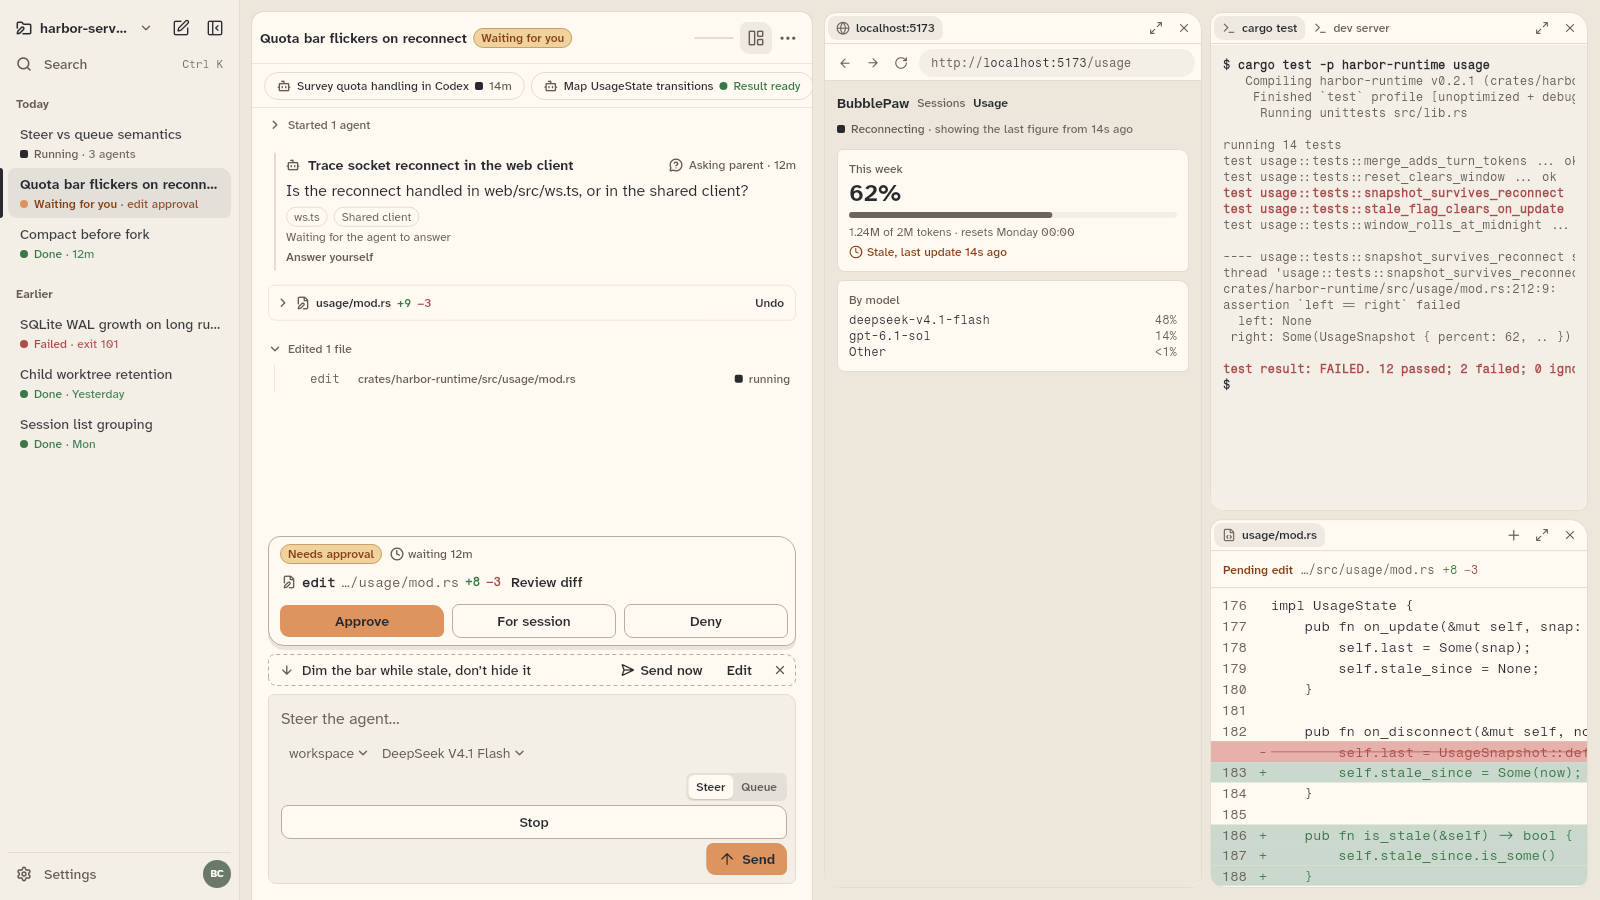 harbor-serv...
Search
Ctrl K
Today
Steer vs queue semantics
Running · 3 agents
Quota bar flickers on reconn...
Waiting for you · edit approval
Compact before fork
Done · 12m
Earlier
SQLite WAL growth on long ru...
Failed · exit 101
Child worktree retention
Done · Yesterday
Session list grouping
Done · Mon
Settings
BC
Quota bar flickers on reconnect
Waiting for you
Survey quota handling in Codex
14m
Map UsageState transitions
Result ready
Started 1 agent
Trace socket reconnect in the web client
Asking parent · 12m
Is the reconnect handled in web/src/ws.ts, or in the shared client?
ws.ts
Shared client
Waiting for the agent to answer
Answer yourself
usage/mod.rs +9 −3
Undo
Edited 1 file
edit crates/harbor-runtime/src/usage/mod.rs
running
Needs approval
waiting 12m
edit …/usage/mod.rs +8 −3 Review diff
Approve
For session
Deny
Dim the bar while stale, don't hide it
Send now
Edit
Steer the agent...
workspace
DeepSeek V4.1 Flash
Steer
Queue
Stop
Send
localhost:5173
http://localhost:5173/usage
BubblePaw
Sessions
Usage
Reconnecting · showing the last figure from 14s ago
This week
62%
1.24M of 2M tokens · resets Monday 00:00
Stale, last update 14s ago
By model
deepseek-v4.1-flash 48%
gpt-6.1-sol 14%
Other <1%
cargo test
dev server
$ cargo test -p harbor-runtime usage
Compiling harbor-runtime v0.2.1 (crates/harbo
Finished `test` profile [unoptimized + debug
Running unittests src/lib.rs
running 14 tests
test usage::tests::merge_adds_turn_tokens ... ok
test usage::tests::reset_clears_window ... ok
test usage::tests::snapshot_survives_reconnect
test usage::tests::stale_flag_clears_on_update
test usage::tests::window_rolls_at_midnight ...
---- usage::tests::snapshot_survives_reconnect s
thread 'usage::tests::snapshot_survives_reconnec
crates/harbor-runtime/src/usage/mod.rs:212:9:
assertion `left == right` failed
left: None
right: Some(UsageSnapshot { percent: 62, .. })
test result: FAILED. 12 passed; 2 failed; 0 igno
$
usage/mod.rs
Pending edit …/src/usage/mod.rs +8 −3
176 impl UsageState {
177 pub fn on_update(&mut self, snap:
178 self.last = Some(snap);
179 self.stale_since = None;
180 }
181
182 pub fn on_disconnect(&mut self, no
- self.last = UsageSnapshot::def
183 + self.stale_since = Some(now);
184 }
185
186 + pub fn is_stale(&self) -> bool {
187 + self.stale_since.is_some()
188 + }